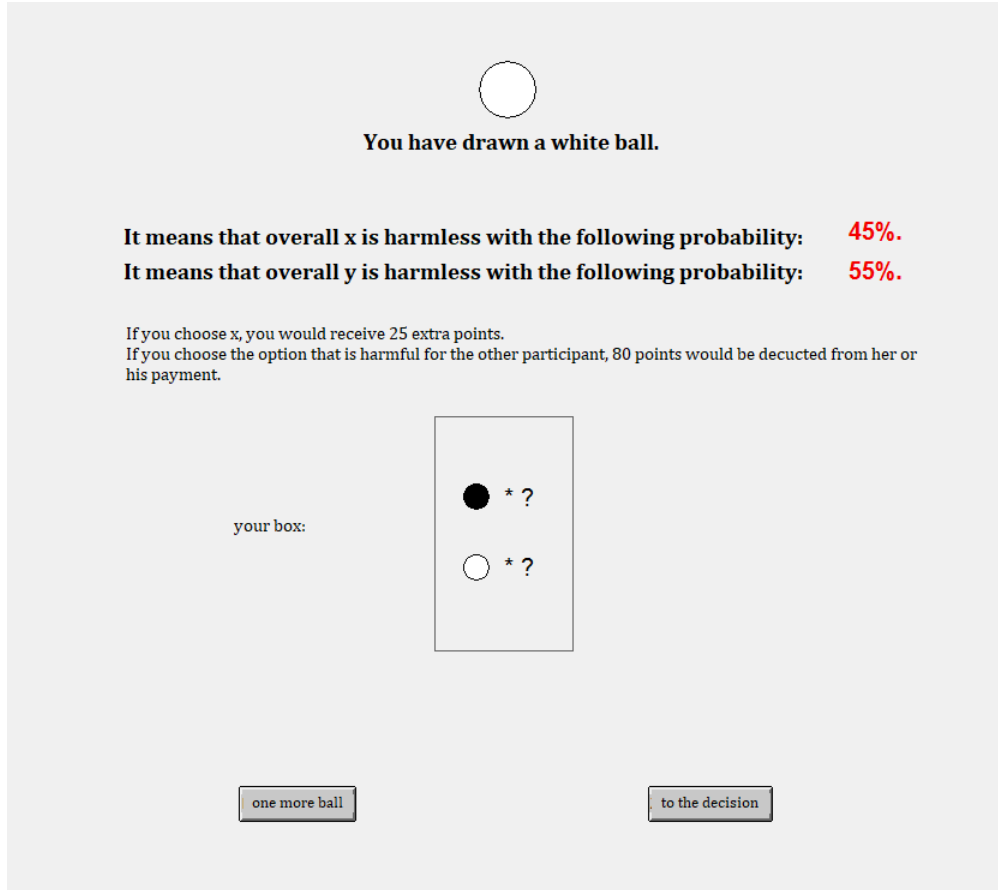 You have drawn a white ball.
It means that overall x is harmless with the following probability: 45%.
It means that overall y is harmless with the following probability: 55%.
If you choose x, you would receive 25 extra points.
If you choose the option that is harmful for the other participant, 80 points would be decucted from her or
his payment.
* ?
your box:
* ?
one more ball
to the decision